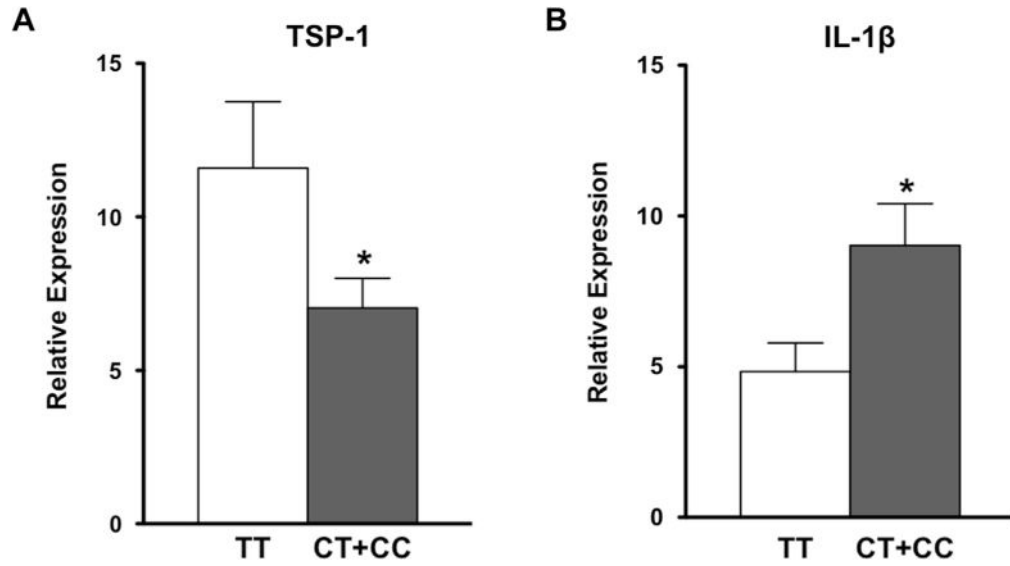 A
TSP-1
Relative Expression
15
10
5
0
*
TT CT+CC
B
IL-1β
Relative Expression
15
10
5
0
*
TT CT+CC